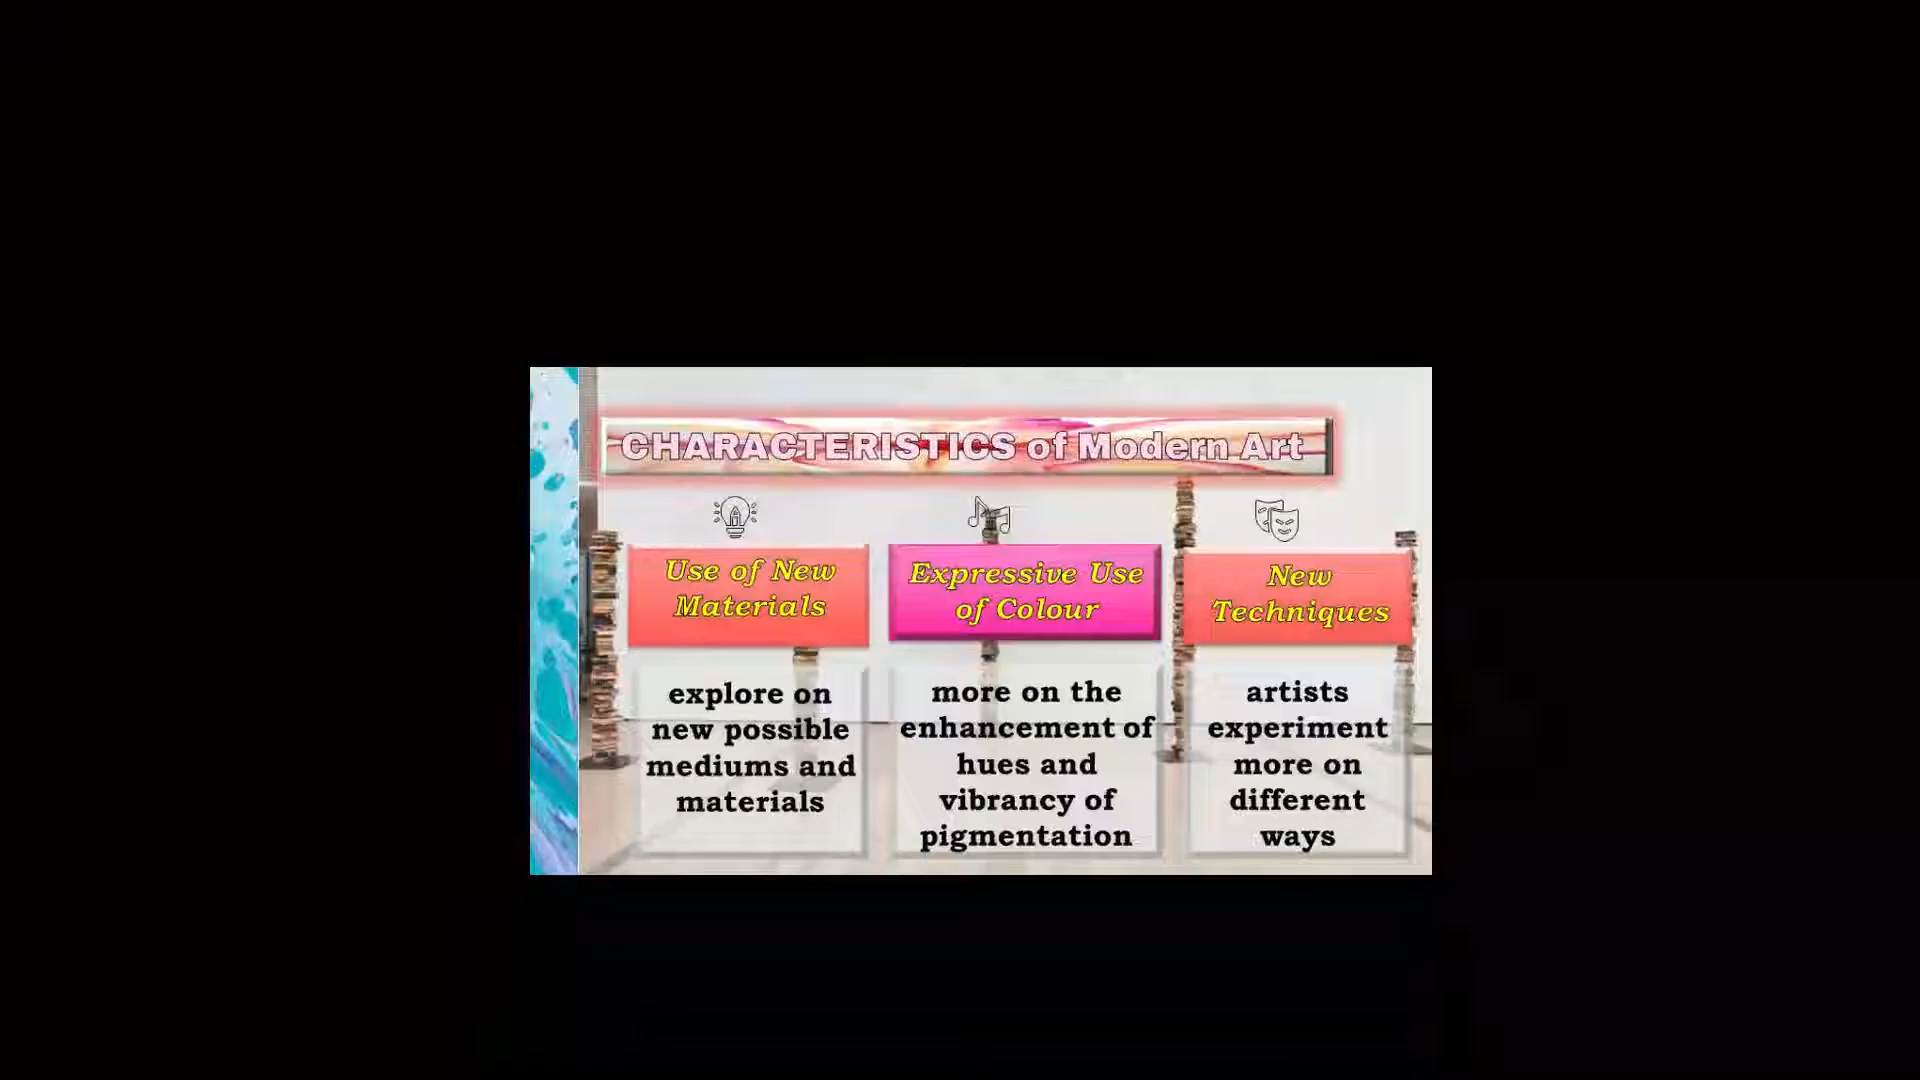 CHARACTERISTICS of Modern Art
Use of New
Materials
explore on
new possible
mediums and
materials
Expressive Use
of Colour
more on the
enhancement of
hues and
vibrancy of
pigmentation
New
Techniques
artists
experiment
more on
different
ways